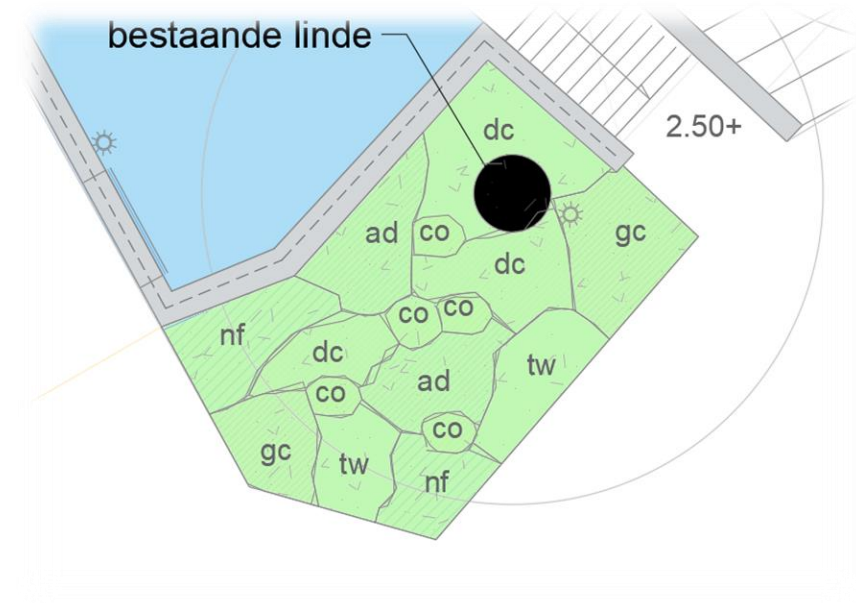 bestaande linde
dc
2.50+
ad
co
dc
gc
co
co
nf
dc
tw
ad
co
co
gc
tw
nf